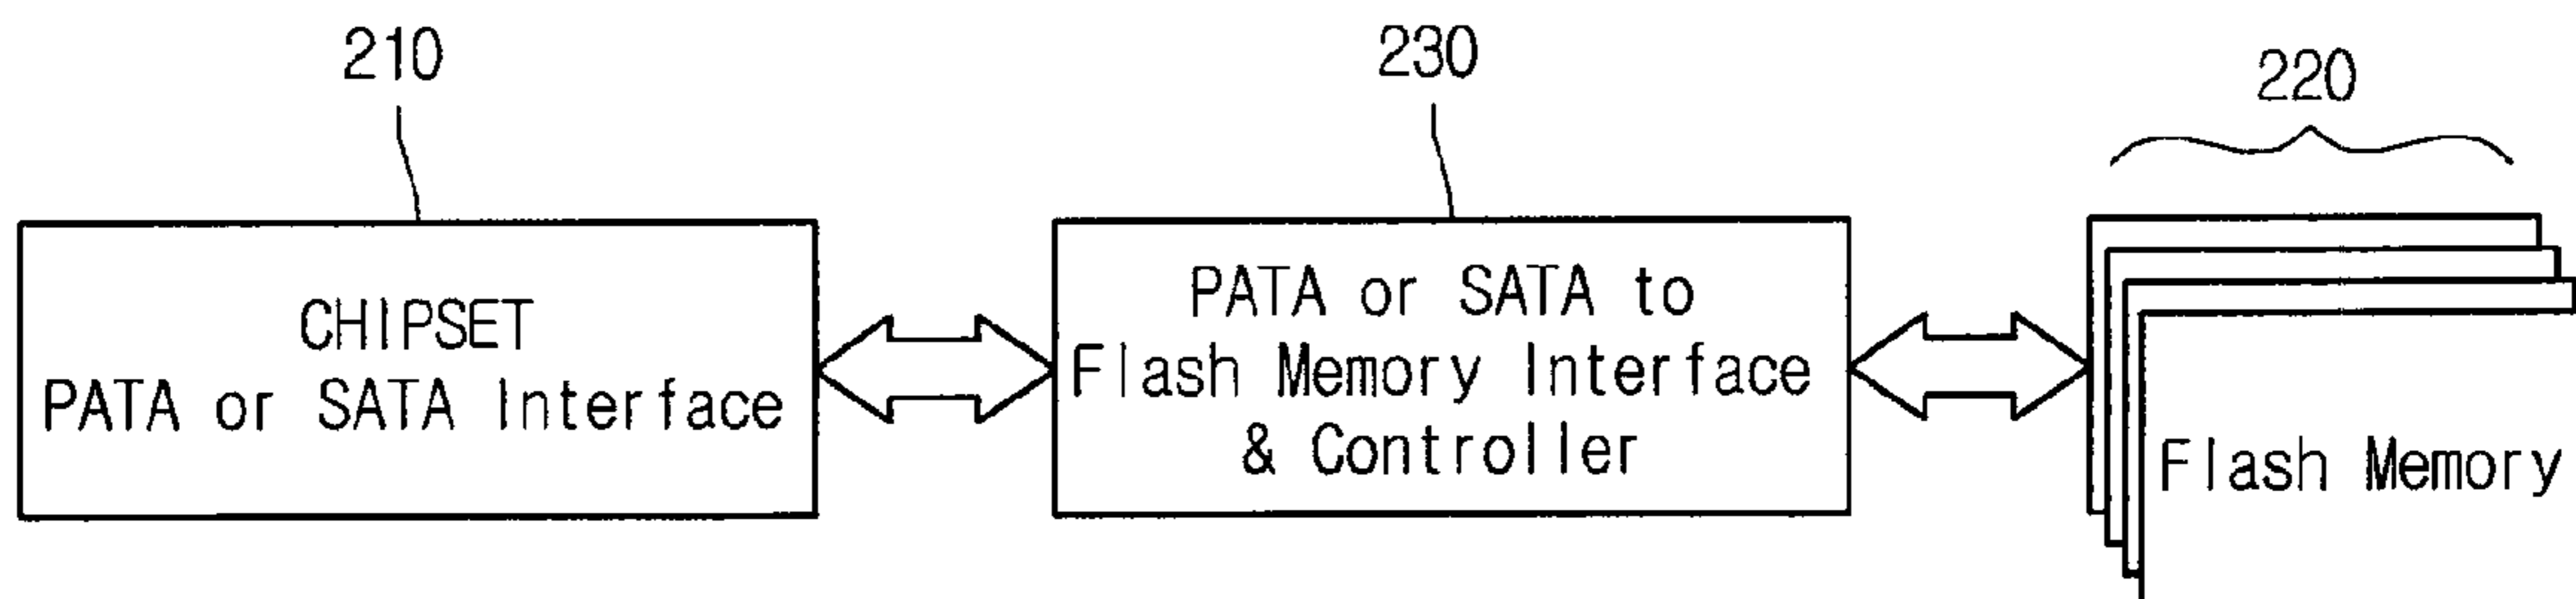 210
230
220
CHIPSET
PATA or SATA Interface
PATA or SATA to
Flash Memory Interface
& Controller
Flash Memory